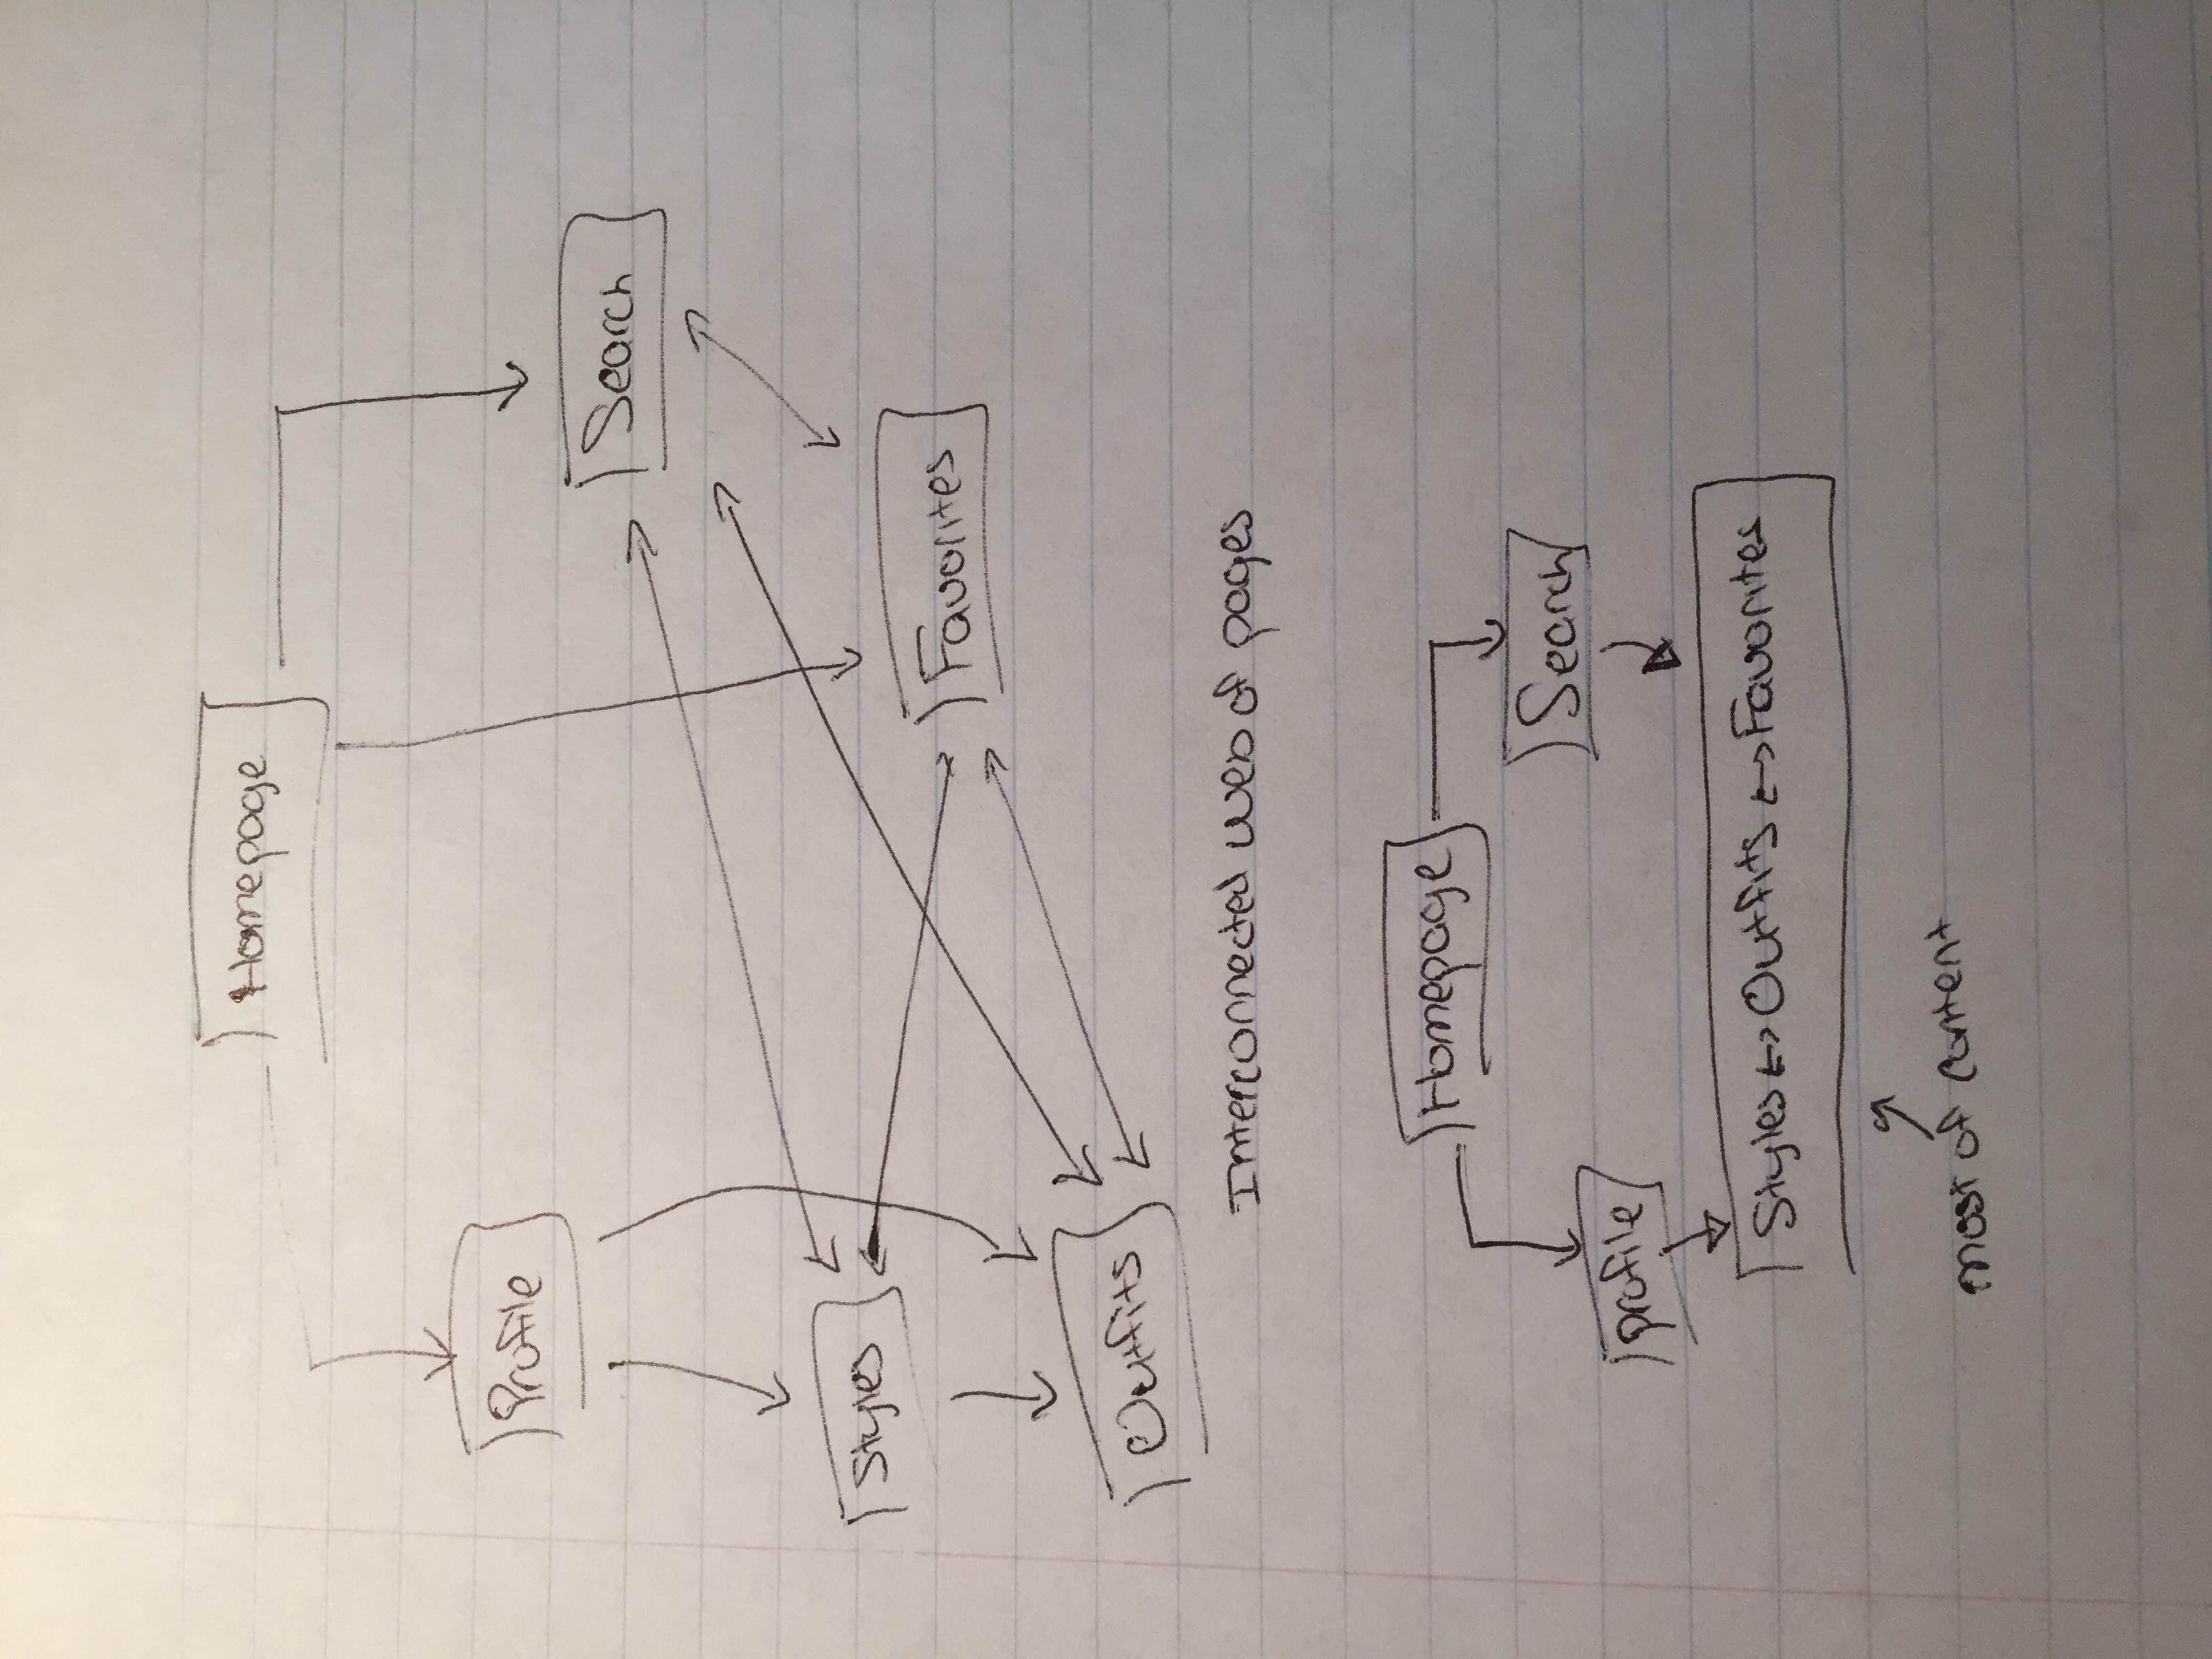 Homepage
Profile
Search
Styles
Favorites
Outfits
Interconnected web of pages
Homepage
Search
profile
Styles ↔ Outfits ↔ Favorites
most of content